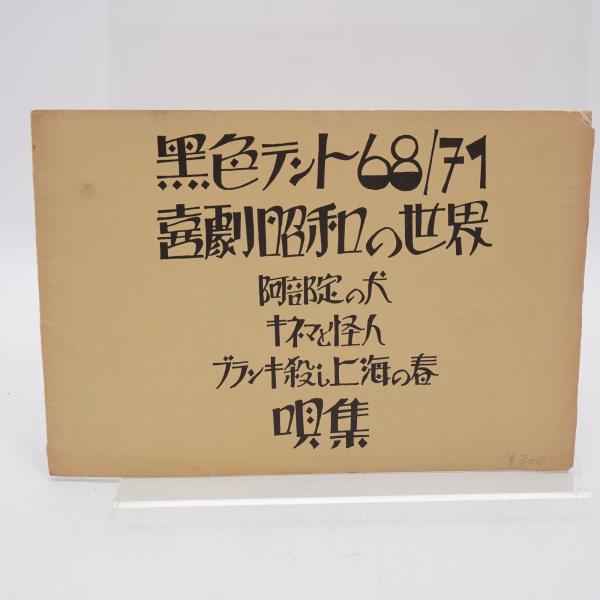 黒色テント68/71
喜劇昭和の世界
阿部定の犬
キネマと怪人
ブランキ殺し上海の春
唄集
¥300